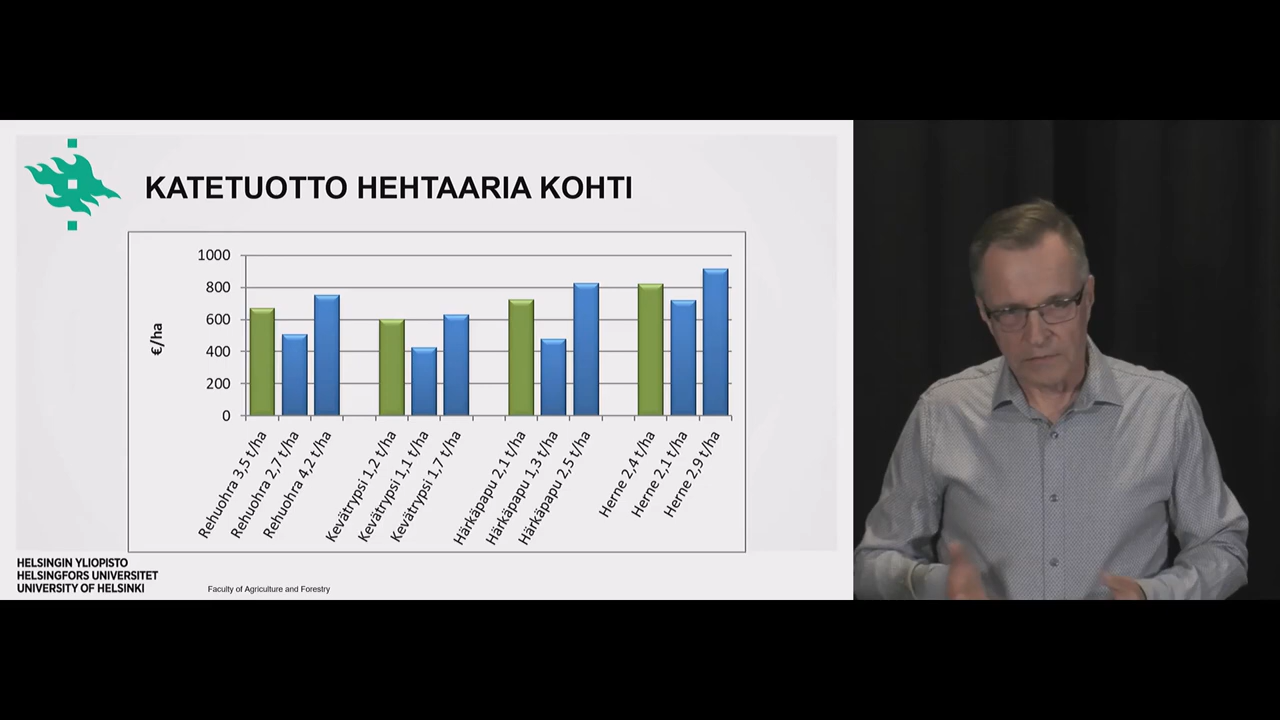 KATETUOTTO HEHTAARIA KOHTI
€/ha
1000
800
600
400
200
0
Rehuohra 3,5 t/ha
Rehuohra 2,7 t/ha
Rehuohra 4,2 t/ha
Kevätrypsi 1,2 t/ha
Kevätrypsi 1,1 t/ha
Kevätrypsi 1,7 t/ha
Härkäpapu 2,1 t/ha
Härkäpapu 1,3 t/ha
Härkäpapu 2,5 t/ha
Herne 2,4 t/ha
Herne 2,1 t/ha
Herne 2,9 t/ha
HELSINGIN YLIOPISTO
HELSINGFORS UNIVERSITET
UNIVERSITY OF HELSINKI
Faculty of Agriculture and Forestry